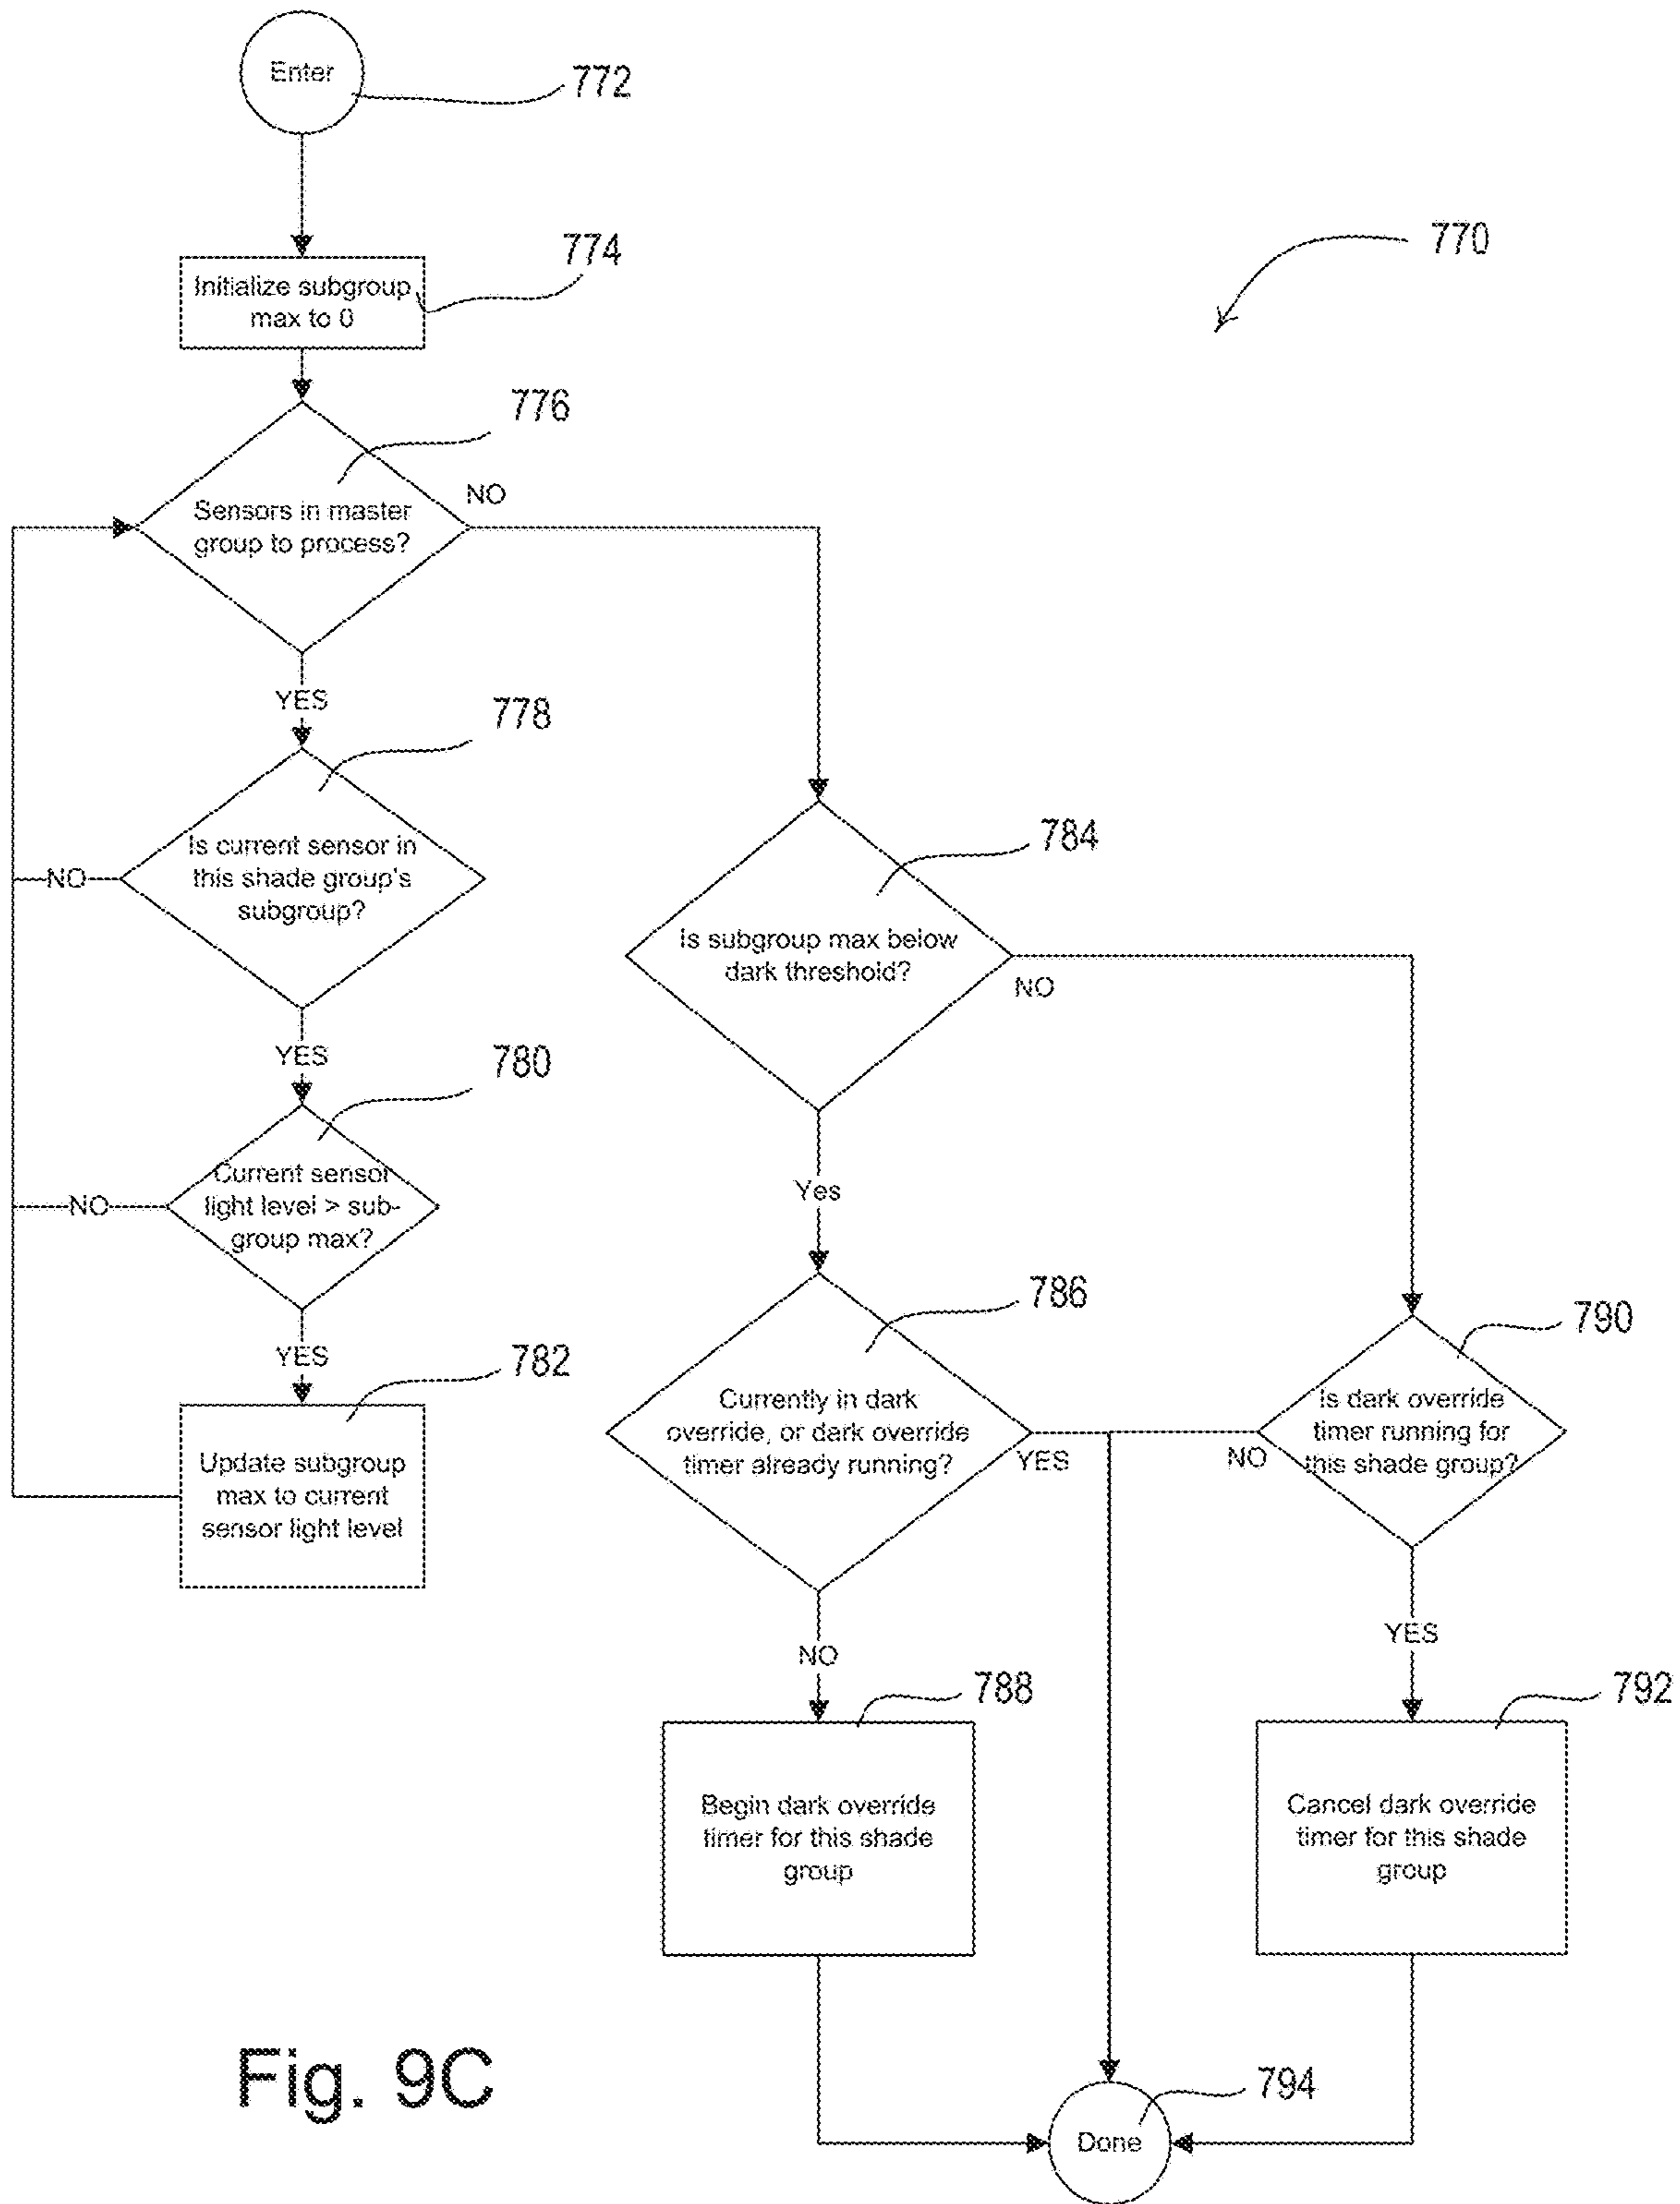 Enter
772
770
774
Initialize subgroup
max to 0
776
NO
Sensors in master
group to process?
YES
778
Is current sensor in
this shade group's
subgroup?
NO
784
Is subgroup max below
dark threshold?
NO
YES
780
Current sensor
light level > sub-
group max?
NO
Yes
786
790
YES
782
Currently in dark
override, or dark override
timer already running?
YES
Is dark override
timer running for
this shade group?
NO
Update subgroup
max to current
sensor light level
NO
YES
788
792
Begin dark override
timer for this shade
group
Cancel dark override
timer for this shade
group
Fig. 9C
794
Done